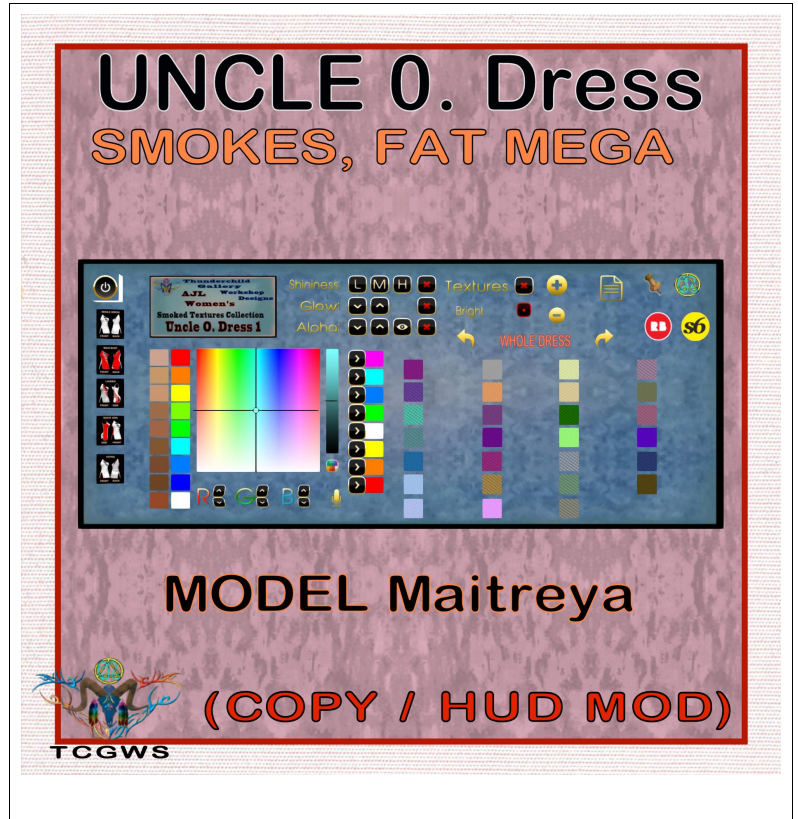 UNCLE 0. Dress
SMOKES, FAT MEGA
Thunderchild
Gallery
AJL Workshop
Designs
Women's
Smoked Textures Collection
Uncle O. Dress 1
Shininess: L M H
Glow:
Alpha:
Textures
Bright
WHOLE DRESS
RB
s6
R G B
MODEL Maitreya
(COPY / HUD MOD)
TCGWS